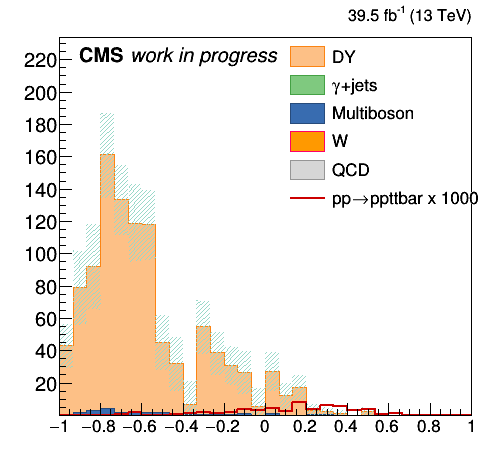 39.5 fb⁻¹ (13 TeV)
CMS work in progress
DY
γ+jets
Multiboson
W
QCD
pp→ppttbar x 1000
220
200
180
160
140
120
100
80
60
40
20
−1 −0.8 −0.6 −0.4 −0.2 0 0.2 0.4 0.6 0.8 1